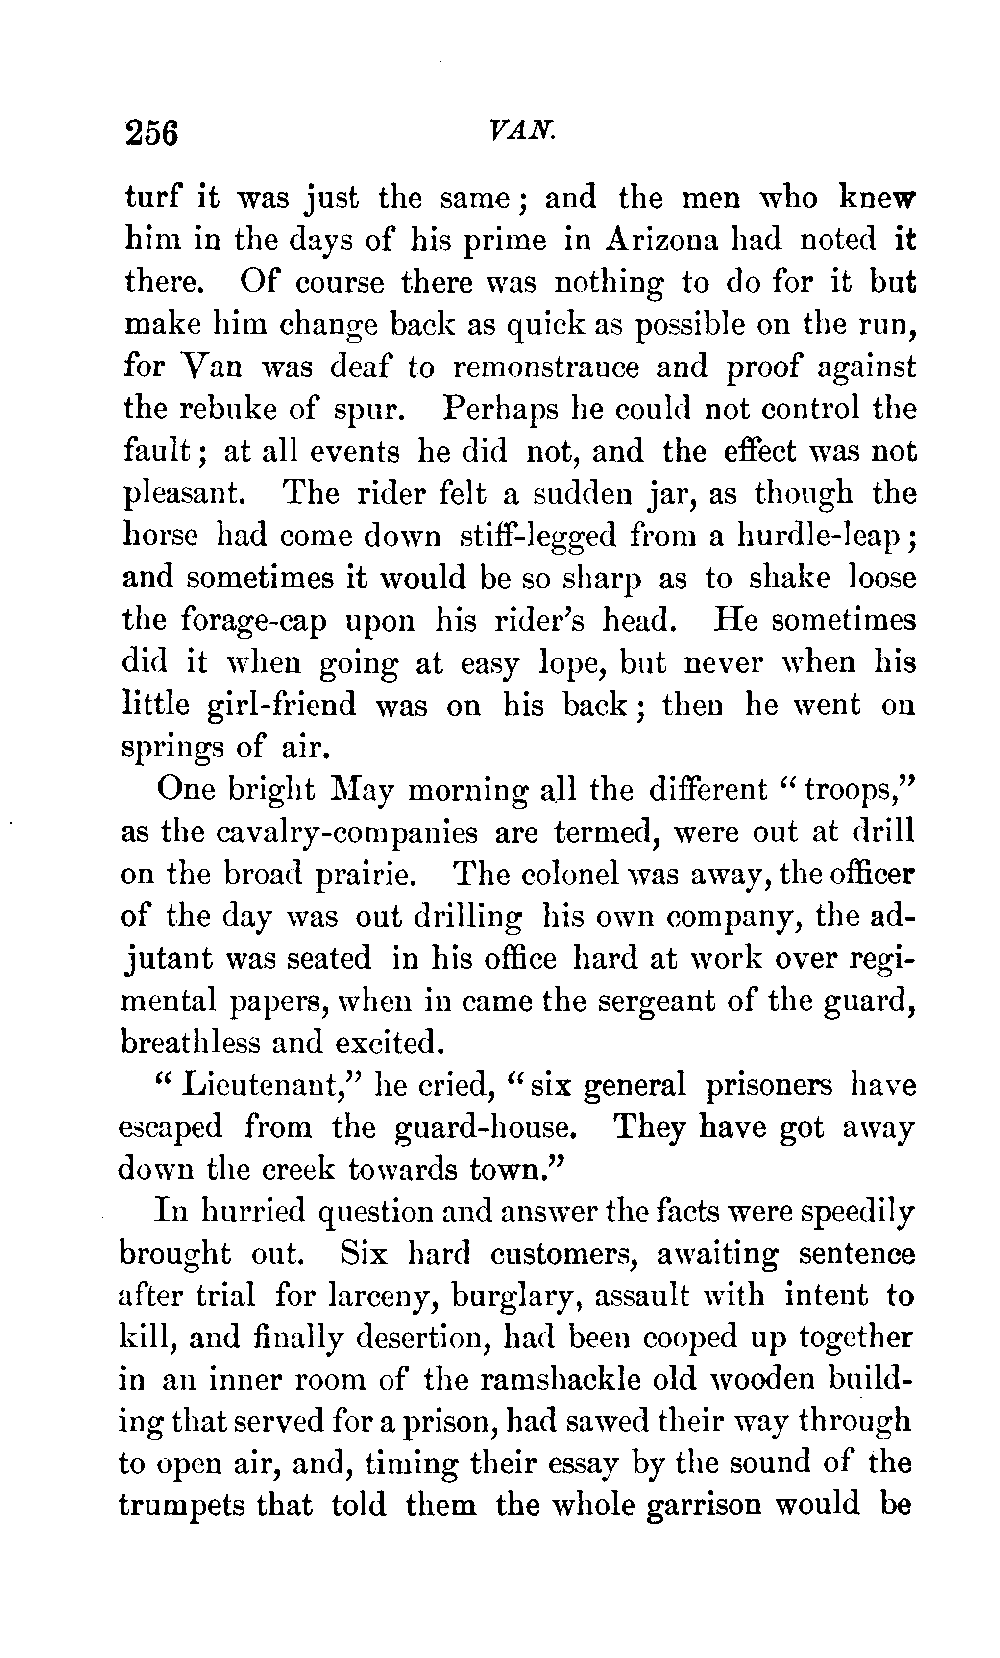 256 VAN.
turf it was just the same; and the men who knew
him in the days of his prime in Arizona had noted it
there. Of course there was nothing to do for it but
make him change back as quick as possible on the run,
for Van was deaf to remonstrance and proof against
the rebuke of spur. Perhaps he could not control the
fault; at all events he did not, and the effect was not
pleasant. The rider felt a sudden jar, as though the
horse had come down stiff-legged from a hurdle-leap;
and sometimes it would be so sharp as to shake loose
the forage-cap upon his rider's head. He sometimes
did it when going at easy lope, but never when his
little girl-friend was on his back; then he went on
springs of air.
One bright May morning all the different "troops,"
as the cavalry-companies are termed, were out at drill
on the broad prairie. The colonel was away, the officer
of the day was out drilling his own company, the ad-
jutant was seated in his office hard at work over regi-
mental papers, when in came the sergeant of the guard,
breathless and excited.
"Lieutenant," he cried, "six general prisoners have
escaped from the guard-house. They have got away
down the creek towards town."
In hurried question and answer the facts were speedily
brought out. Six hard customers, awaiting sentence
after trial for larceny, burglary, assault with intent to
kill, and finally desertion, had been cooped up together
in an inner room of the ramshackle old wooden build-
ing that served for a prison, had sawed their way through
to open air, and, timing their essay by the sound of the
trumpets that told them the whole garrison would be